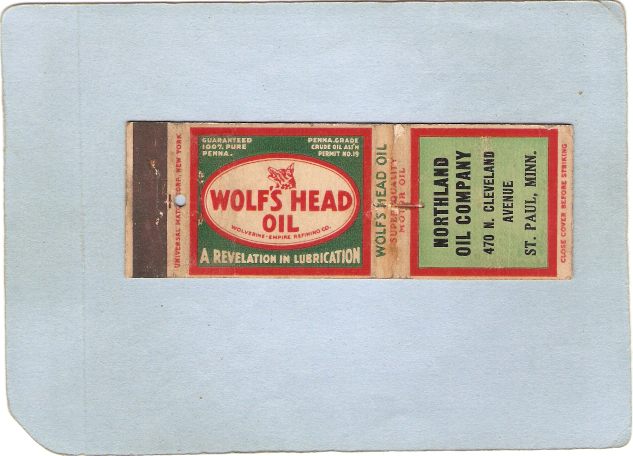 UNIVERSAL MATCH CORP. NEW YORK
GUARANTEED
100% PURE
PENNA.
PENNA. GRADE
CRUDE OIL ASS'N
PERMIT NO. 19
WOLF'S HEAD
OIL
WOLVERINE-EMPIRE REFINING CO.
A REVELATION IN LUBRICATION
WOLF'S HEAD OIL
SUPER-QUALITY
MOTOR OIL
NORTHLAND
OIL COMPANY
470 N. CLEVELAND
AVENUE
ST. PAUL, MINN.
CLOSE COVER BEFORE STRIKING